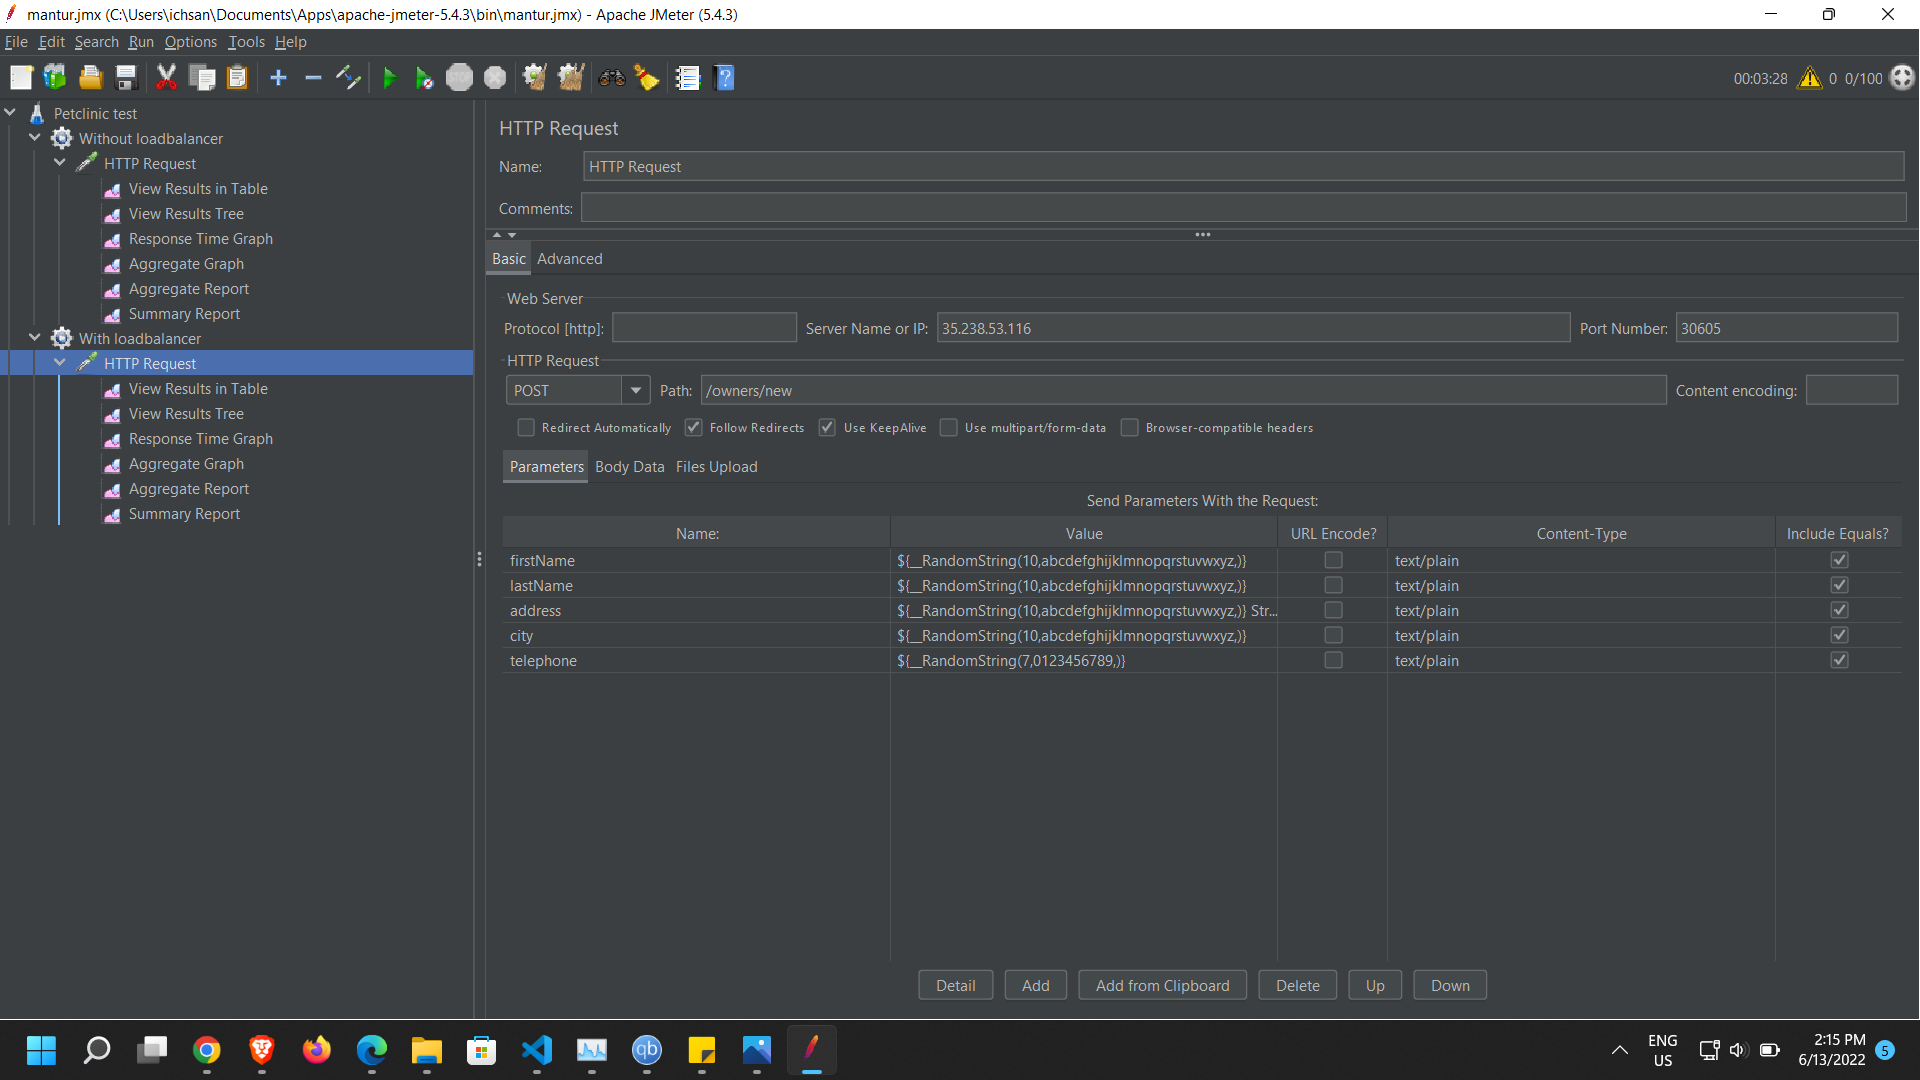 mantur.jmx (C:\Users\ichsan\Documents\Apps\apache-jmeter-5.4.3\bin\mantur.jmx) - Apache JMeter (5.4.3)
File Edit Search Run Options Tools Help
STOP
00:03:28 0 0/100
Petclinic test
Without loadbalancer
HTTP Request
View Results in Table
View Results Tree
Response Time Graph
Aggregate Graph
Aggregate Report
Summary Report
With loadbalancer
HTTP Request
View Results in Table
View Results Tree
Response Time Graph
Aggregate Graph
Aggregate Report
Summary Report
HTTP Request
Name: HTTP Request
Comments:
Basic Advanced
Web Server
Protocol [http]: Server Name or IP: 35.238.53.116 Port Number: 30605
HTTP Request
POST Path: /owners/new Content encoding:
Redirect Automatically Follow Redirects Use KeepAlive Use multipart/form-data Browser-compatible headers
Parameters Body Data Files Upload
Send Parameters With the Request:
Name: Value URL Encode? Content-Type Include Equals?
firstName ${__RandomString(10,abcdefghijklmnopqrstuvwxyz,)} text/plain
lastName ${__RandomString(10,abcdefghijklmnopqrstuvwxyz,)} text/plain
address ${__RandomString(10,abcdefghijklmnopqrstuvwxyz,)} Str... text/plain
city ${__RandomString(10,abcdefghijklmnopqrstuvwxyz,)} text/plain
telephone ${__RandomString(7,0123456789,)} text/plain
Detail Add Add from Clipboard Delete Up Down
qb
ENG
US
2:15 PM
6/13/2022
5